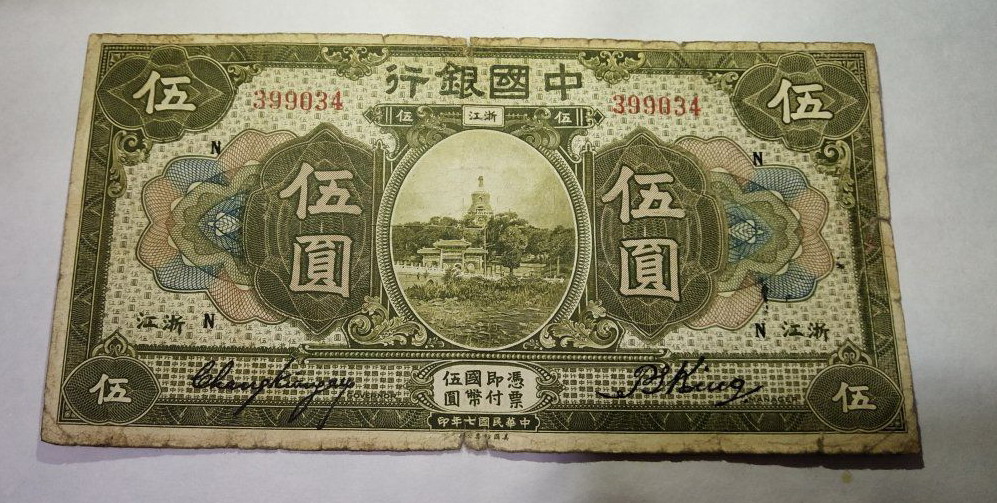 中國銀行
伍
伍
399034
399034
伍 浙江 伍
N
N
伍圓
伍圓
浙江 N
N 浙江
憑票即付國幣伍圓
伍
伍
中華民國七年印